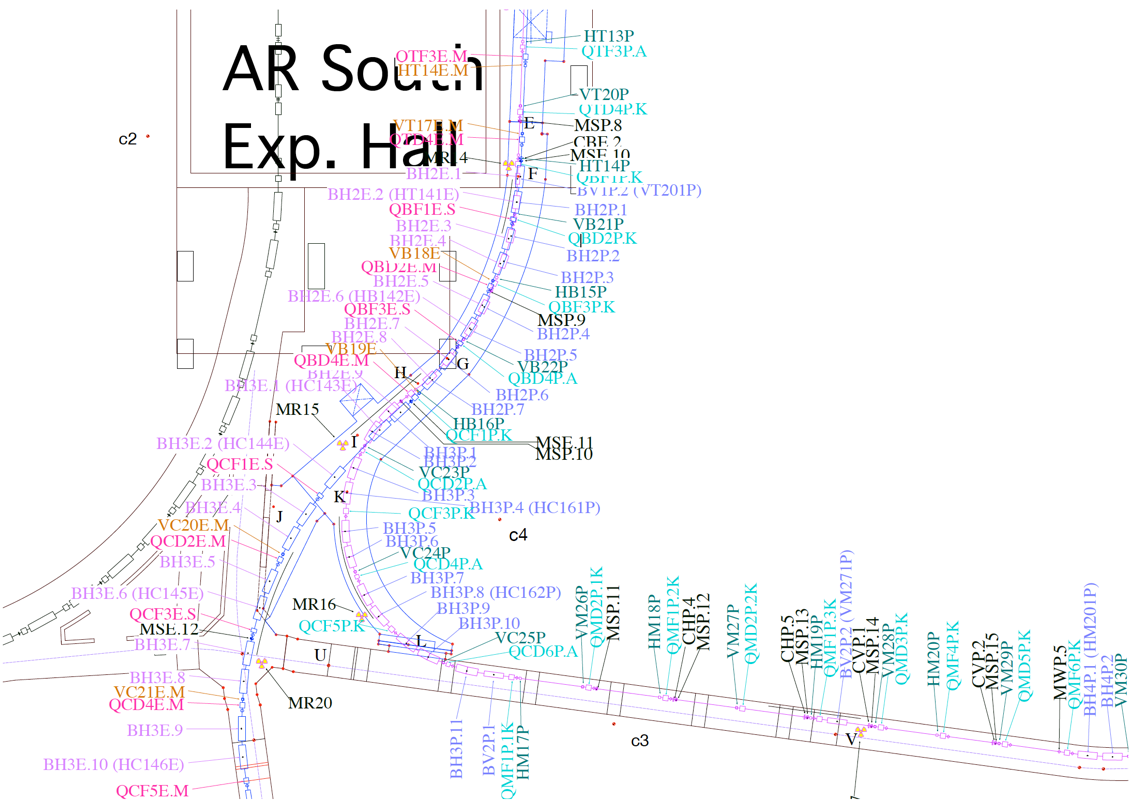 AR South
Exp. Hall
HT13P
QTF3P.A
QTF3E.M
HT14E.M
VT20P
QTD4P.K
E
MSP.8
VT17E.M
QTD4E.M
CBE.2
MSE.10
MR14
HT14P
QBF1P.K
BH2E.1
F
BV1P.2 (VT201P)
BH2E.2 (HT141E)
QBF1E.S
BH2P.1
BH2E.3
VB21P
QBD2P.K
BH2E.4
VB18E
BH2P.2
QBD2E.M
BH2E.5
BH2P.3
BH2E.6 (HB142E)
HB15P
QBF3E.S
QBF3P.K
BH2E.7
MSP.9
BH2E.8
BH2P.4
VB19E
BH2P.5
QBD4E.M
G
VB22P
BH2E.9
H
QBD4P.A
BH3E.1 (HC143E)
BH2P.6
MR15
BH2P.7
HB16P
QCF1P.K
BH3E.2 (HC144E)
I
MSE.11
MSP.10
BH3P.1
BH3P.2
QCF1E.S
VC23P
QCD2P.A
BH3E.3
K
BH3P.3
BH3E.4
J
BH3P.4 (HC161P)
QCF3P.K
VC20E.M
BH3P.5
QCD2E.M
BH3P.6
BH3E.5
VC24P
QCD4P.A
BH3P.7
BH3E.6 (HC145E)
BH3P.8 (HC162P)
MR16
BH3P.9
QCF3E.S
QCF5P.K
BH3P.10
MSE.12
L
VC25P
BH3E.7
U
QCD6P.A
BH3E.8
VC21E.M
MR20
QCD4E.M
BH3E.9
BH3E.10 (HC146E)
QCF5E.M
c2
c4
c3
V
BH3P.11
BV2P.1
QMF1P.1K
HM17P
VM26P
QMD2P.1K
MSP.11
HM18P
QMF1P.2K
CHP.4
MSP.12
VM27P
QMD2P.2K
CHP.5
MSP.13
HM19P
QMF1P.3K
BV2P.2 (VM271P)
CVP.1
MSP.14
VM28P
QMD3P.K
HM20P
QMF4P.K
CVP.2
MSP.15
VM29P
QMD5P.K
MWP.5
QMF6P.K
BH4P.1 (HM201P)
BH4P.2
VM30P